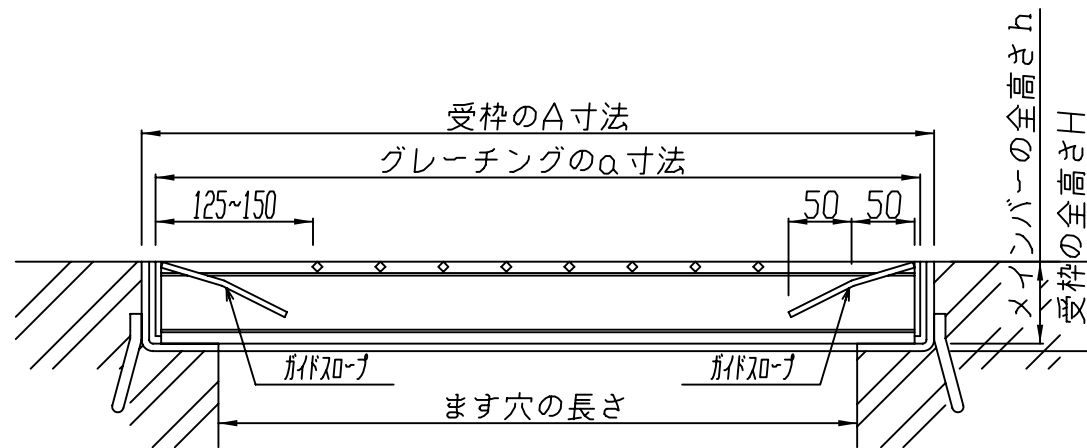 受枠のA寸法
グレーチングのa寸法
125~150
50
50
メインバーの全高さh
受枠の全高さH
ガイドスロープ
ガイドスロープ
ます穴の長さ